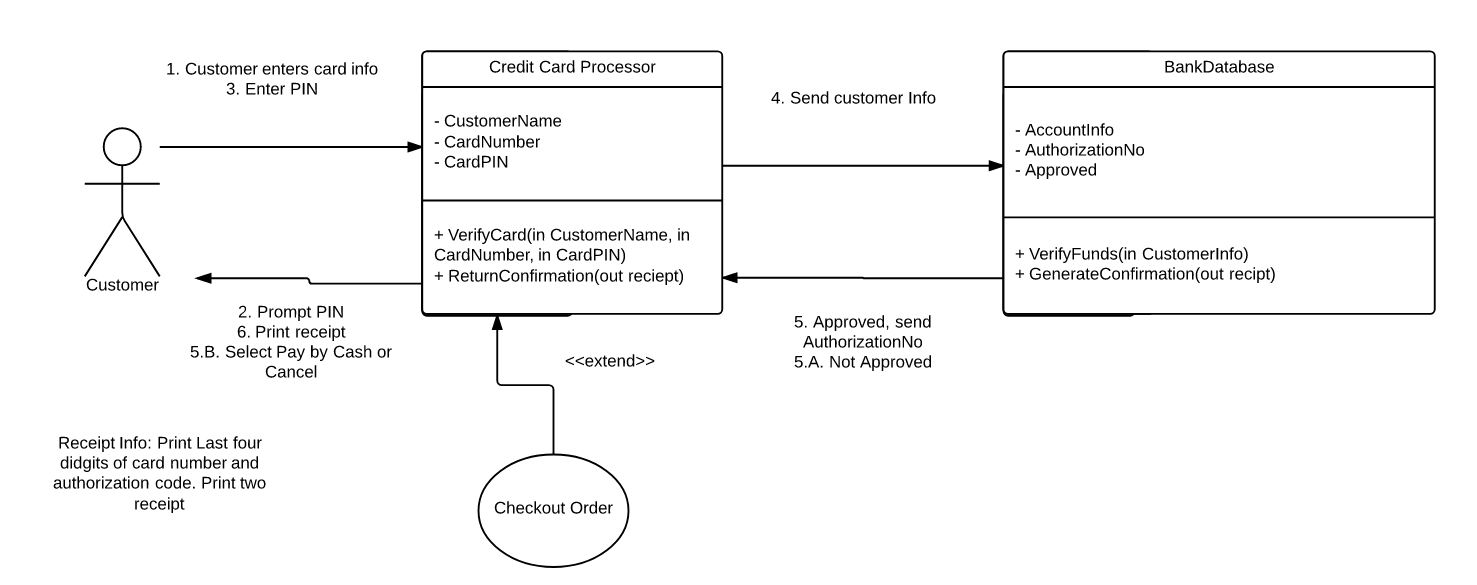 1. Customer enters card info
3. Enter PIN
Customer
2. Prompt PIN
6. Print receipt
5.B. Select Pay by Cash or
Cancel
Receipt Info: Print Last four
didgits of card number and
authorization code. Print two
receipt
Credit Card Processor
- CustomerName
- CardNumber
- CardPIN
+ VerifyCard(in CustomerName, in
CardNumber, in CardPIN)
+ ReturnConfirmation(out reciept)
<<extend>>
Checkout Order
4. Send customer Info
5. Approved, send
AuthorizationNo
5.A. Not Approved
BankDatabase
- AccountInfo
- AuthorizationNo
- Approved
+ VerifyFunds(in CustomerInfo)
+ GenerateConfirmation(out recipt)